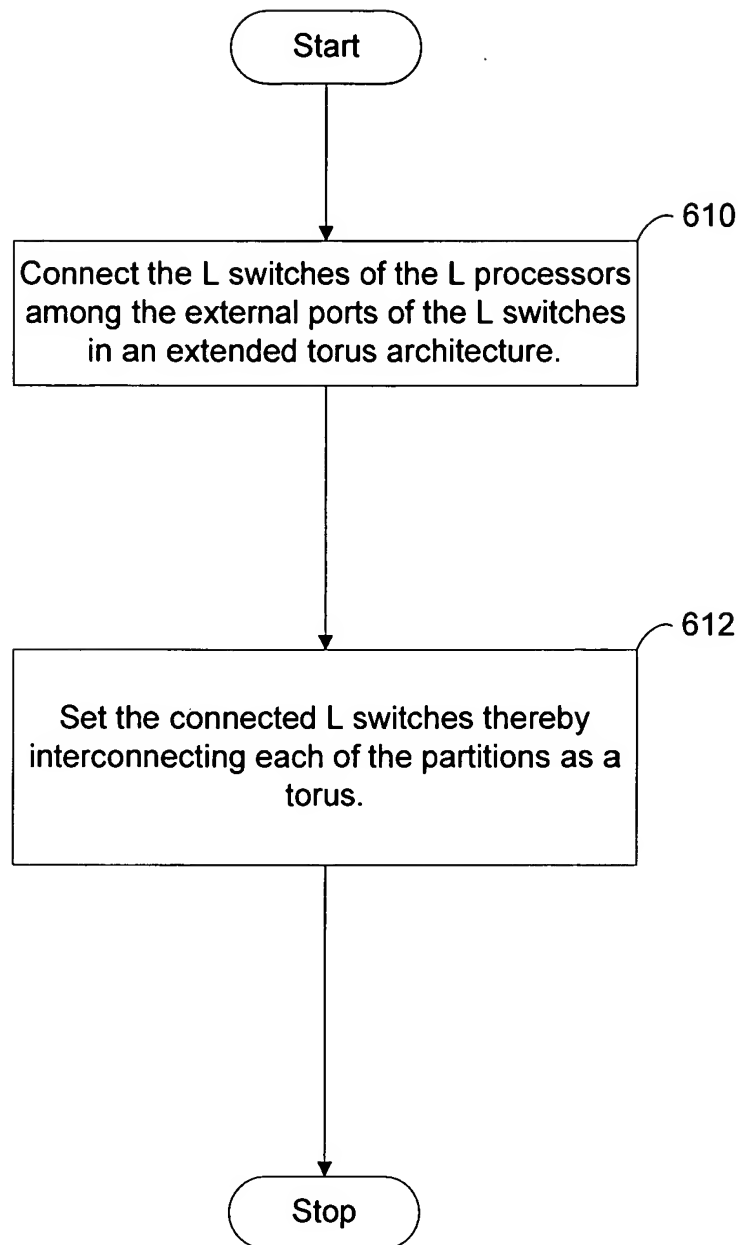 Start
610
Connect the L switches of the L processors
among the external ports of the L switches
in an extended torus architecture.
612
Set the connected L switches thereby
interconnecting each of the partitions as a
torus.
Stop